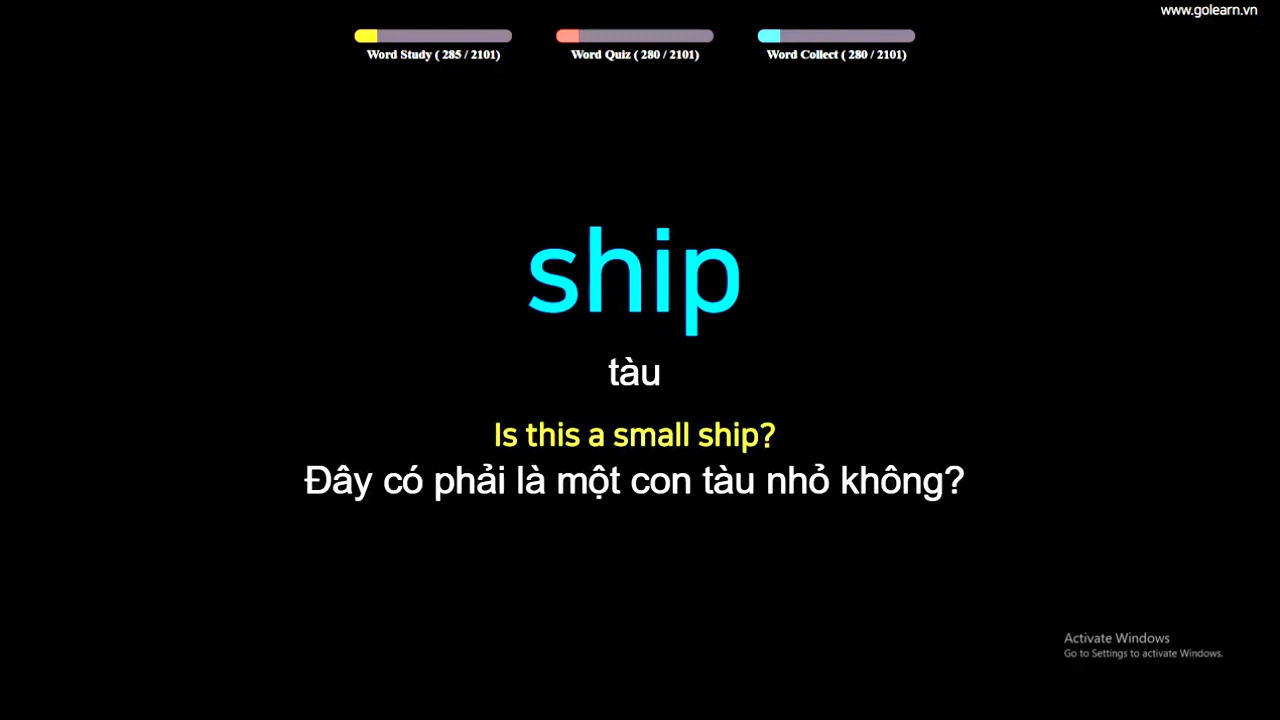 www.golearn.vn
Word Study ( 285 / 2101) Word Quiz ( 280 / 2101) Word Collect ( 280 / 2101)
ship
tàu
Is this a small ship?
Đây có phải là một con tàu nhỏ không?
Activate Windows
Go to Settings to activate Windows.